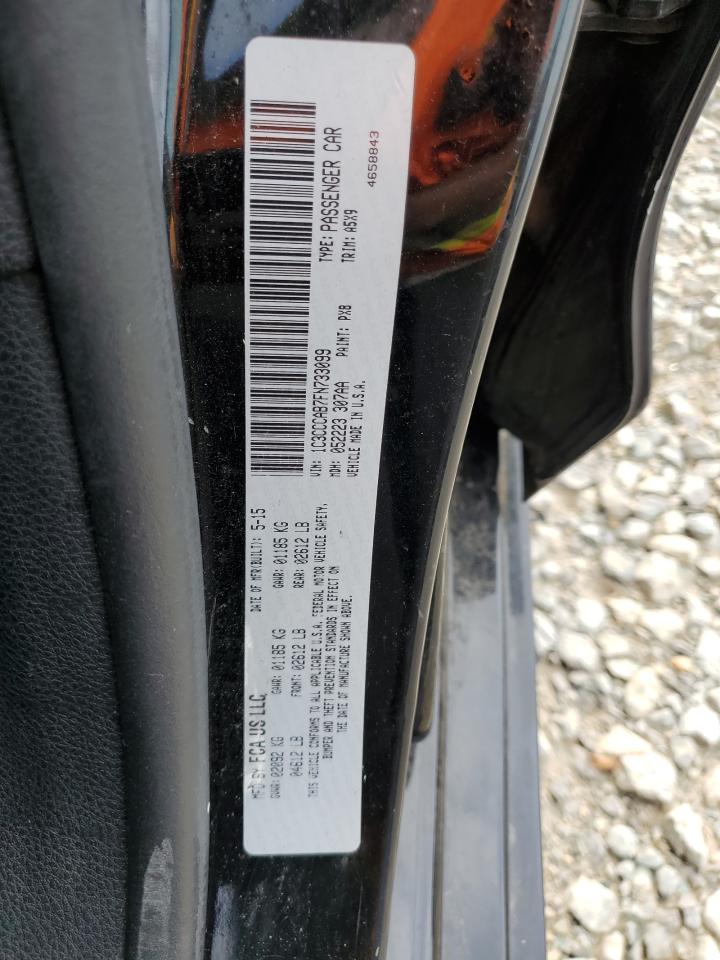 MFD BY FCA US LLC
DATE OF MFR(BUILT): 5-15
GVWR: 02092 KG
GAWR: 01185 KG
GAWR: 01185 KG
04612 LB
FRONT: 02612 LB
REAR: 02612 LB
THIS VEHICLE CONFORMS TO ALL APPLICABLE U.S.A. FEDERAL MOTOR VEHICLE SAFETY,
BUMPER AND THEFT PREVENTION STANDARDS IN EFFECT ON
THE DATE OF MANUFACTURE SHOWN ABOVE.
VIN: 1C3CCCAB7FN733099
TYPE: PASSENGER CAR
MDH: 052223 307AA
PAINT: PX8
TRIM: A5X9
VEHICLE MADE IN U.S.A.
4658843